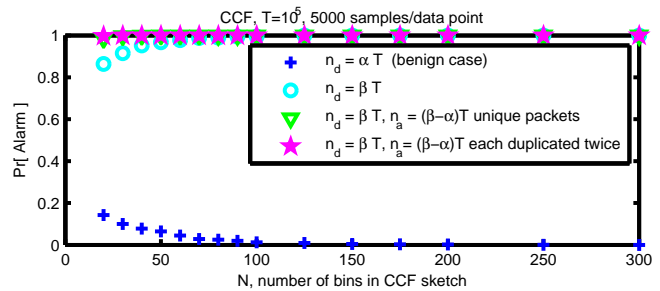 CCF, T=10^5, 5000 samples/data point
Pr[ Alarm ]
1
0.8
0.6
0.4
0.2
0
n_d = α T (benign case)
n_d = β T
n_d = β T, n_a = (β−α)T unique packets
n_d = β T, n_a = (β−α)T each duplicated twice
0 50 100 150 200 250 300
N, number of bins in CCF sketch